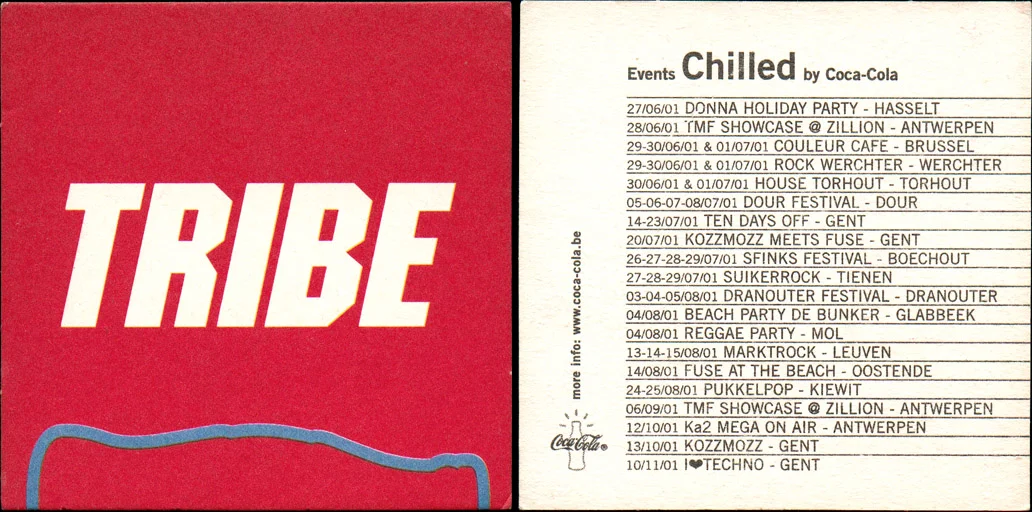 TRIBE
Events Chilled by Coca-Cola
27/06/01 DONNA HOLIDAY PARTY - HASSELT
28/06/01 TMF SHOWCASE @ ZILLION - ANTWERPEN
29-30/06/01 & 01/07/01 COULEUR CAFE - BRUSSEL
29-30/06/01 & 01/07/01 ROCK WERCHTER - WERCHTER
30/06/01 & 01/07/01 HOUSE TORHOUT - TORHOUT
05-06-07-08/07/01 DOUR FESTIVAL - DOUR
14-23/07/01 TEN DAYS OFF - GENT
20/07/01 KOZZMOZZ MEETS FUSE - GENT
26-27-28-29/07/01 SFINKS FESTIVAL - BOECHOUT
27-28-29/07/01 SUIKERROCK - TIENEN
03-04-05/08/01 DRANOUTER FESTIVAL - DRANOUTER
04/08/01 BEACH PARTY DE BUNKER - GLABBEEK
04/08/01 REGGAE PARTY - MOL
13-14-15/08/01 MARKTROCK - LEUVEN
14/08/01 FUSE AT THE BEACH - OOSTENDE
24-25/08/01 PUKKELPOP - KIEWIT
06/09/01 TMF SHOWCASE @ ZILLION - ANTWERPEN
12/10/01 Ka2 MEGA ON AIR - ANTWERPEN
13/10/01 KOZZMOZZ - GENT
10/11/01 I❤TECHNO - GENT
more info: www.coca-cola.be
Coca-Cola®